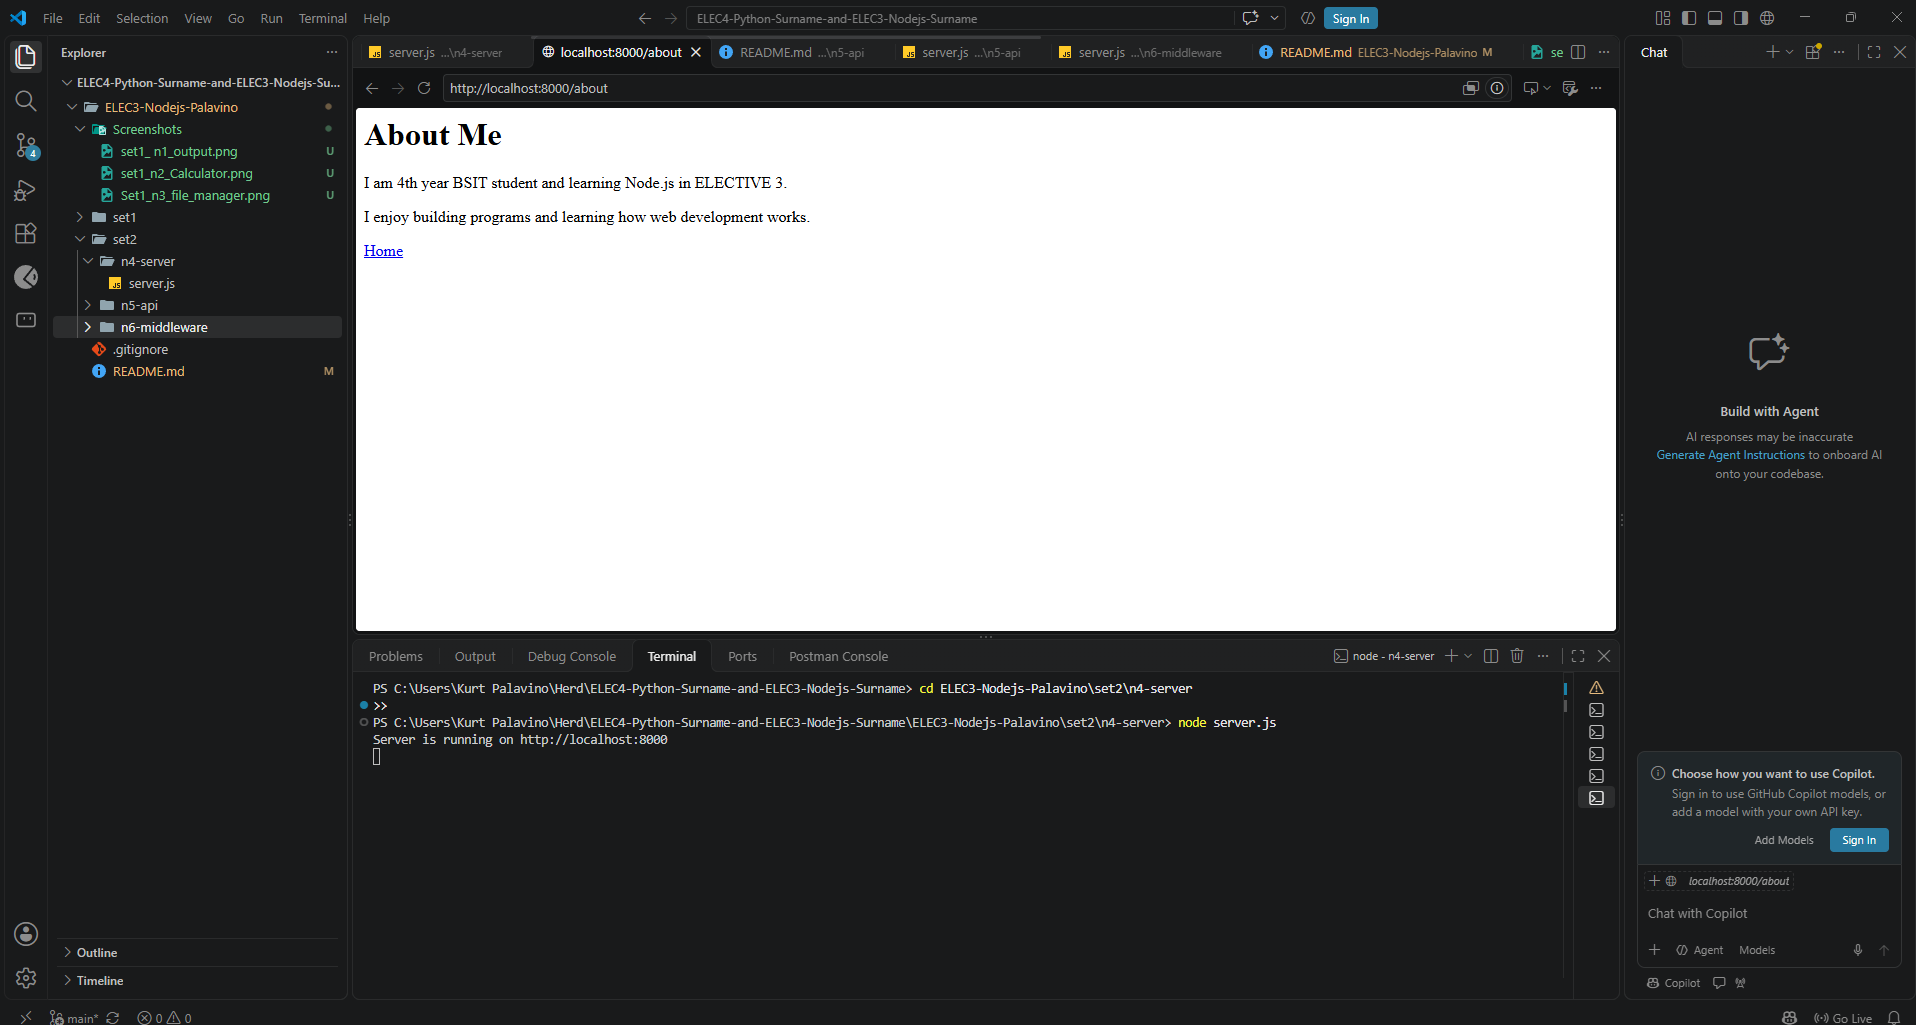 File Edit Selection View Go Run Terminal Help
ELEC4-Python-Surname-and-ELEC3-Nodejs-Surname
Sign In
Explorer
ELEC4-Python-Surname-and-ELEC3-Nodejs-Su...
ELEC3-Nodejs-Palavino
Screenshots
set1_ n1_output.png U
set1_n2_Calculator.png U
Set1_n3_file_manager.png U
set1
set2
n4-server
JS server.js
n5-api
n6-middleware
.gitignore
README.md M
4
Outline
Timeline
JS server.js ...\n4-server
localhost:8000/about
README.md ...\n5-api
JS server.js ...\n5-api
JS server.js ...\n6-middleware
README.md ELEC3-Nodejs-Palavino M
se
http://localhost:8000/about
About Me
I am 4th year BSIT student and learning Node.js in ELECTIVE 3.
I enjoy building programs and learning how web development works.
Home
Problems Output Debug Console Terminal Ports Postman Console
node - n4-server
PS C:\Users\Kurt Palavino\Herd\ELEC4-Python-Surname-and-ELEC3-Nodejs-Surname> cd ELEC3-Nodejs-Palavino\set2\n4-server
>>
PS C:\Users\Kurt Palavino\Herd\ELEC4-Python-Surname-and-ELEC3-Nodejs-Surname\ELEC3-Nodejs-Palavino\set2\n4-server> node server.js
Server is running on http://localhost:8000
Chat
Build with Agent
AI responses may be inaccurate
Generate Agent Instructions to onboard AI
onto your codebase.
Choose how you want to use Copilot.
Sign in to use GitHub Copilot models, or
add a model with your own API key.
Add Models Sign In
localhost:8000/about
Chat with Copilot
Agent Models
Copilot
main* 0 0
Go Live